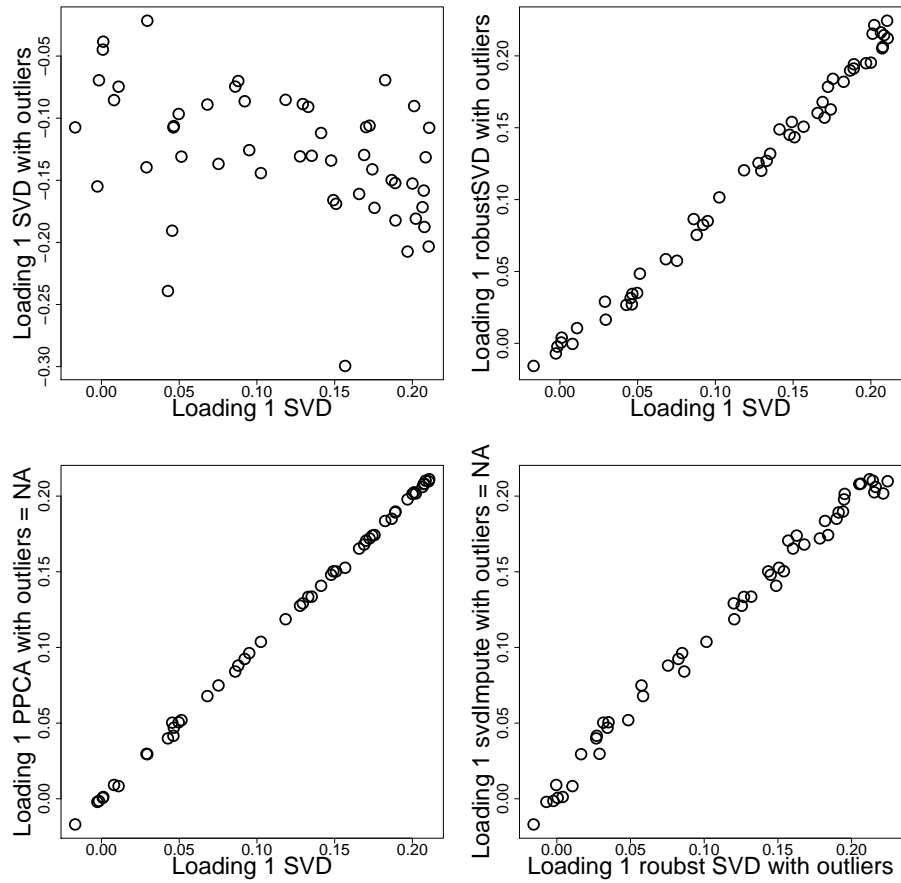 Loading 1 SVD with outliers
−0.05
−0.10
−0.15
−0.20
−0.25
−0.30
0.00 0.05 0.10 0.15 0.20
Loading 1 SVD
Loading 1 robustSVD with outliers
0.20
0.15
0.10
0.05
0.00
0.00 0.05 0.10 0.15 0.20
Loading 1 SVD
Loading 1 PPCA with outliers = NA
0.20
0.15
0.10
0.05
0.00
0.00 0.05 0.10 0.15 0.20
Loading 1 SVD
Loading 1 svdImpute with outliers = NA
0.20
0.15
0.10
0.05
0.00
0.00 0.05 0.10 0.15 0.20
Loading 1 roubst SVD with outliers